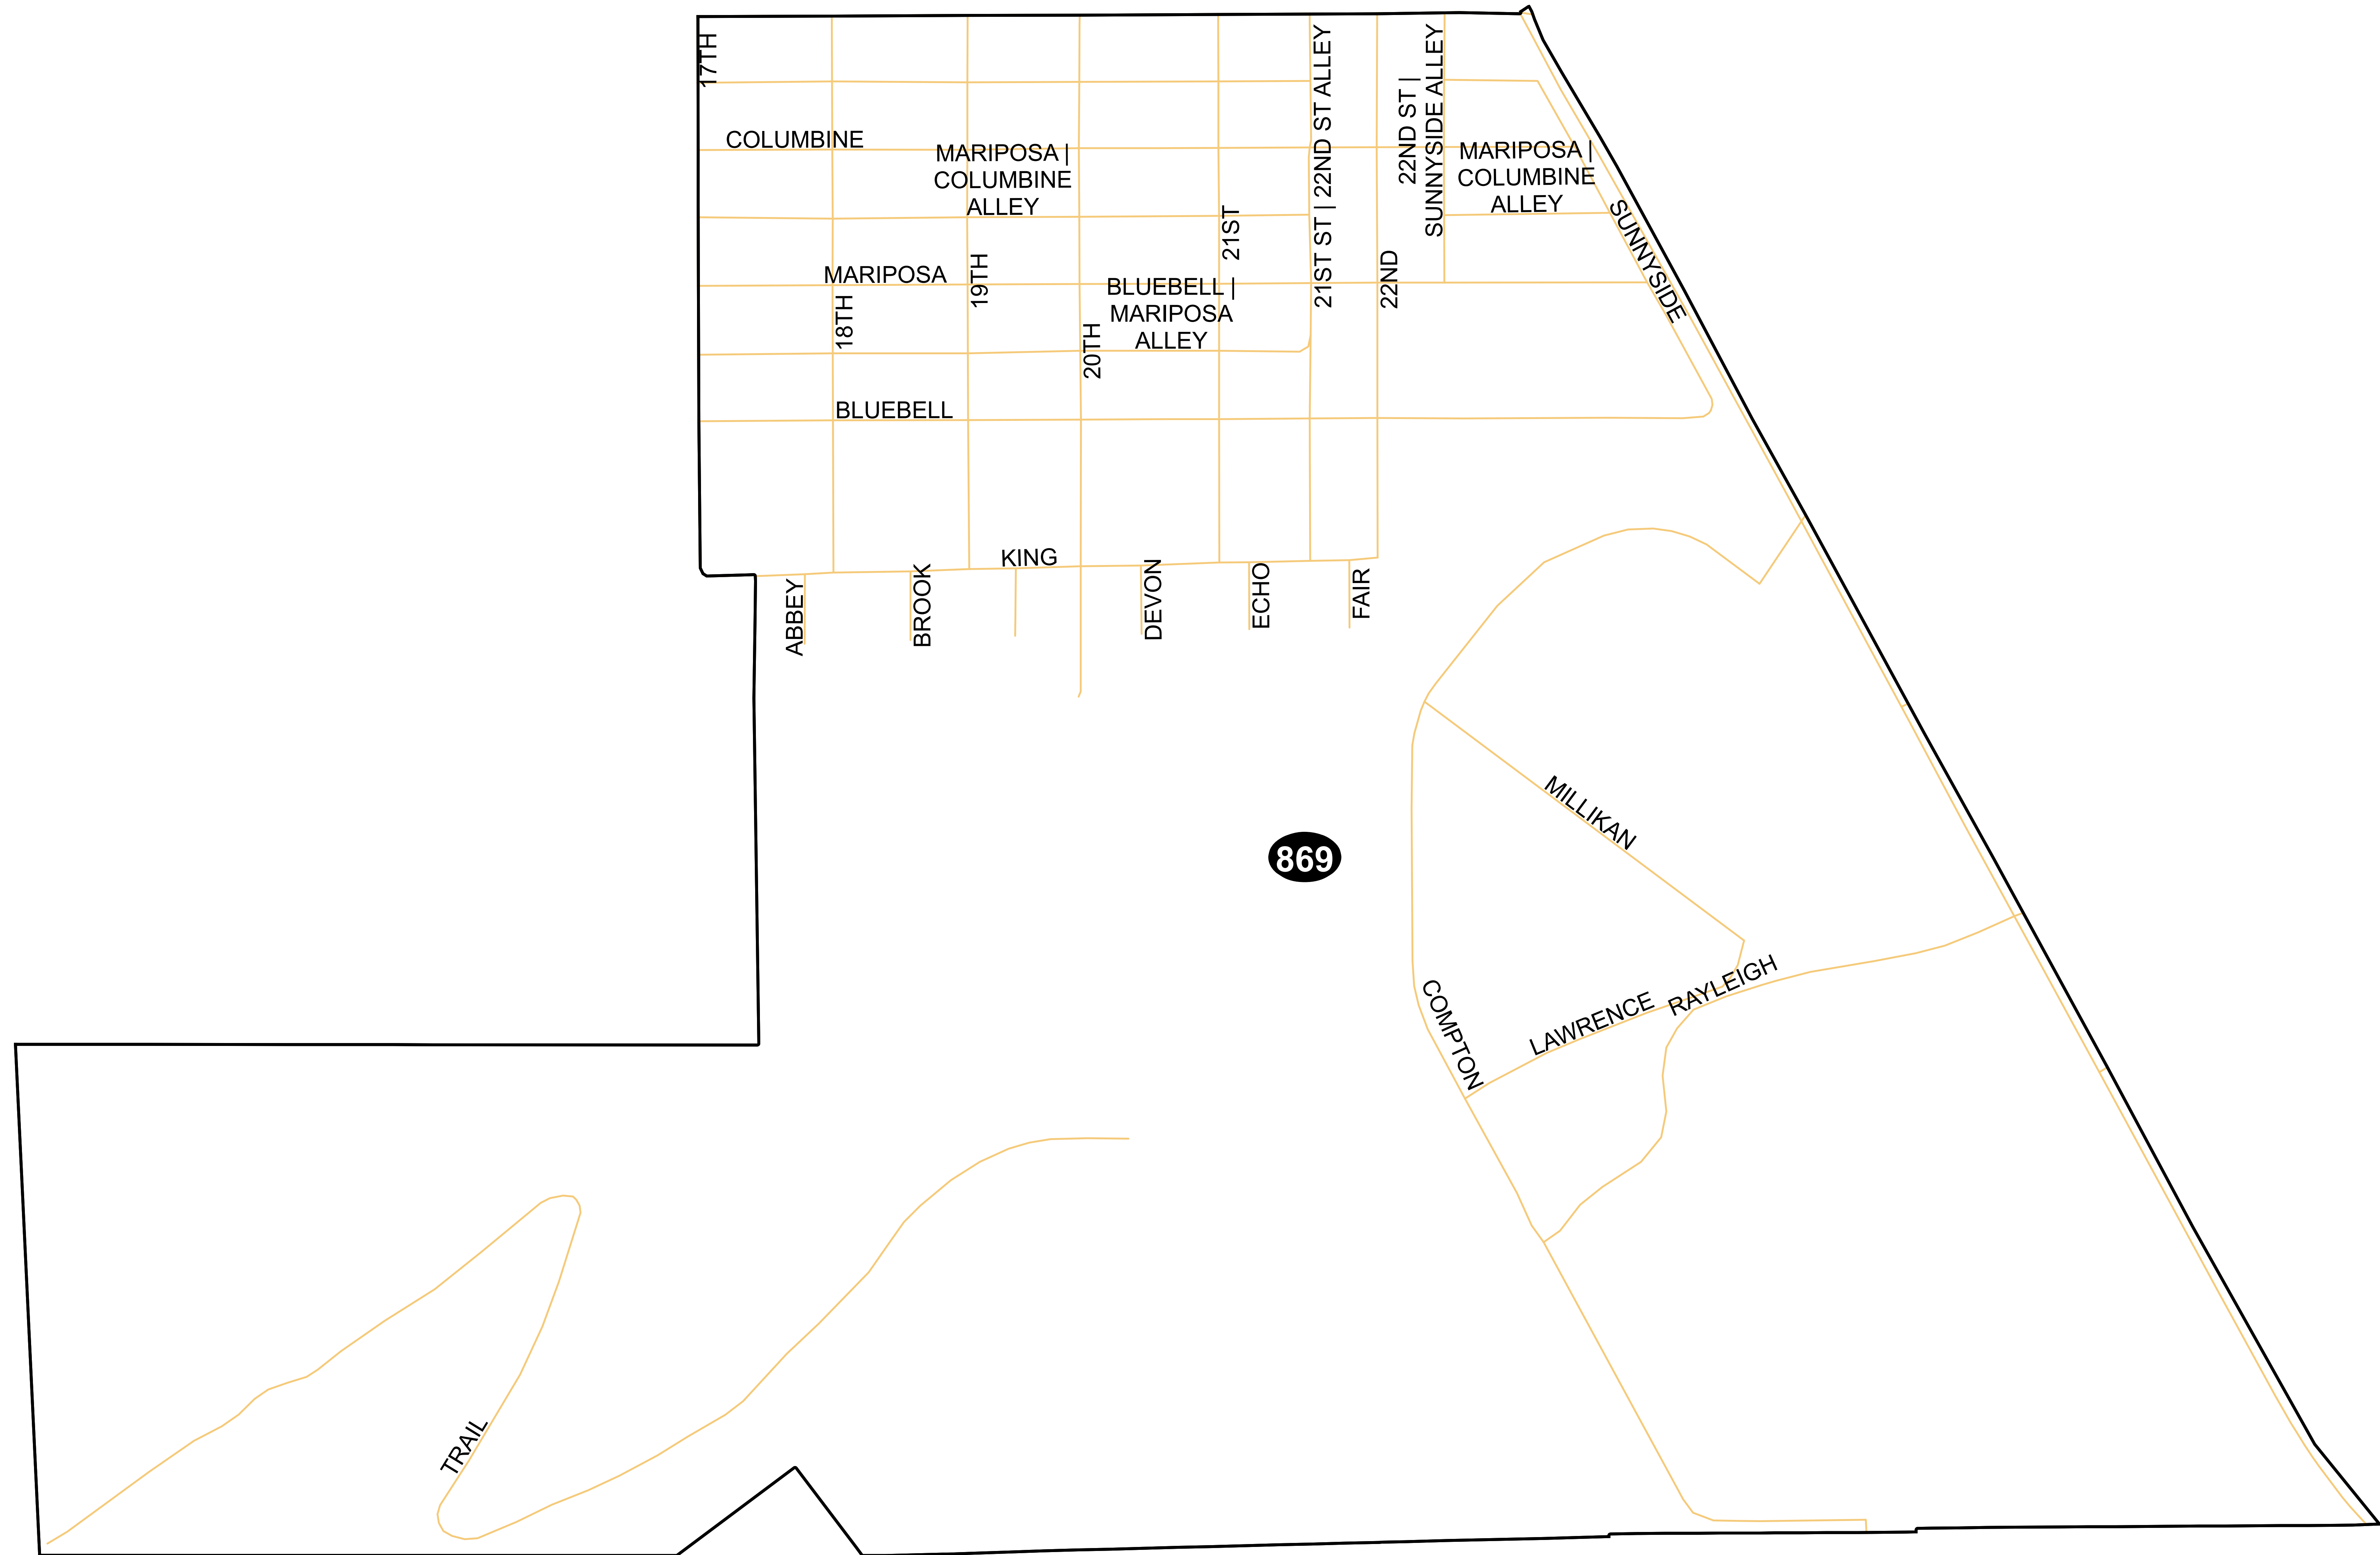 17TH
COLUMBINE
MARIPOSA |
COLUMBINE
ALLEY
21ST ST | 22ND ST ALLEY
22ND ST |
SUNNYSIDE ALLEY
MARIPOSA |
COLUMBINE
ALLEY
SUNNYSIDE
21ST
MARIPOSA
19TH
22ND
18TH
BLUEBELL |
MARIPOSA
ALLEY
20TH
BLUEBELL
KING
ABBEY
BROOK
DEVON
ECHO
FAIR
MILLIKAN
869
COMPTON
LAWRENCE
RAYLEIGH
TRAIL